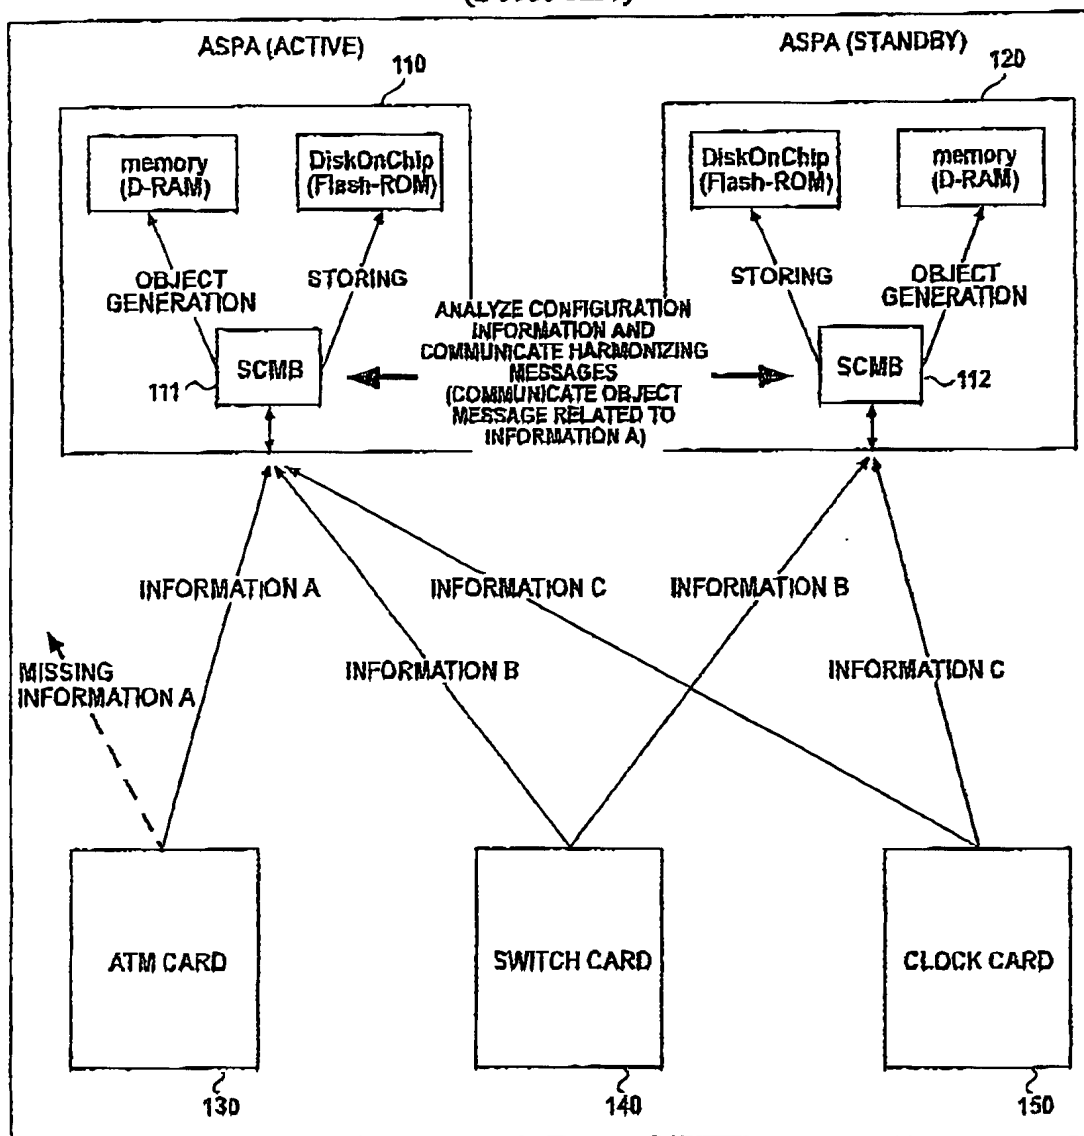 ASPA (ACTIVE)
110
memory
(D-RAM)
DiskOnChip
(Flash-ROM)
OBJECT
GENERATION
STORING
111
SCMB
ASPA (STANDBY)
120
DiskOnChip
(Flash-ROM)
memory
(D-RAM)
STORING
OBJECT
GENERATION
SCMB
112
ANALYZE CONFIGURATION
INFORMATION AND
COMMUNICATE HARMONIZING
MESSAGES
(COMMUNICATE OBJECT
MESSAGE RELATED TO
INFORMATION A)
INFORMATION A
INFORMATION C
INFORMATION B
MISSING
INFORMATION A
INFORMATION B
INFORMATION C
ATM CARD
SWITCH CARD
CLOCK CARD
130
140
150